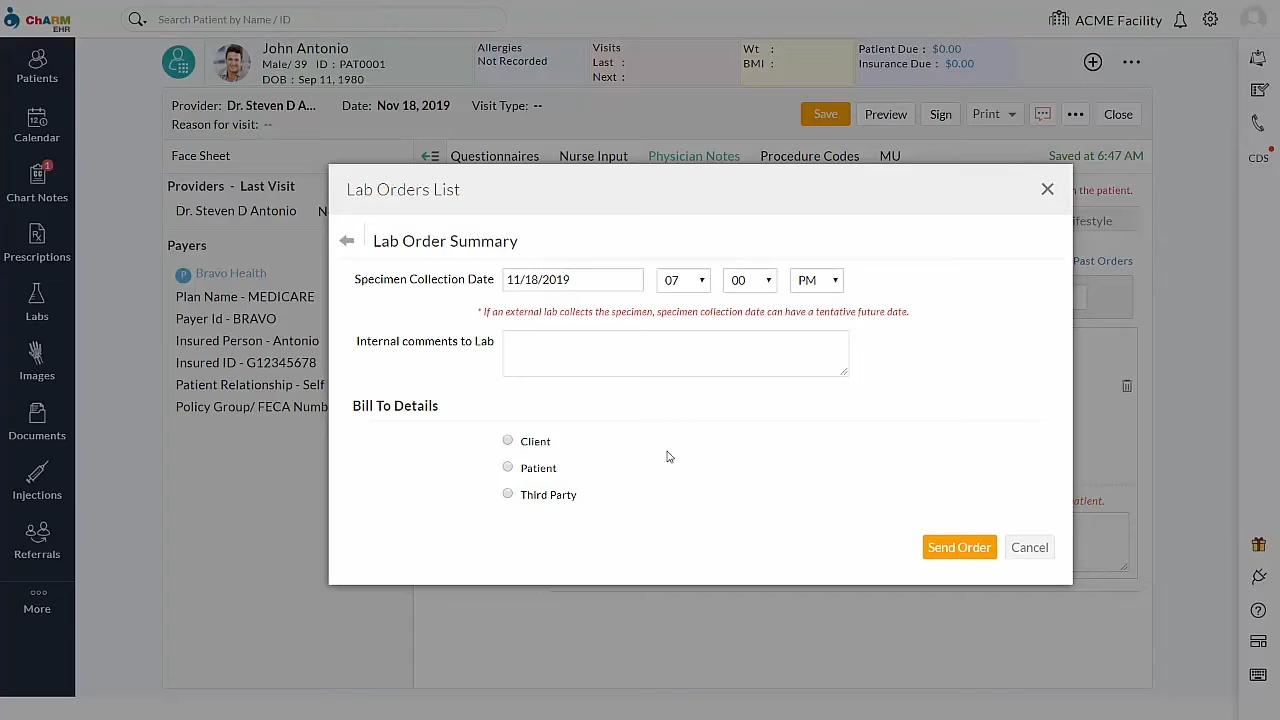 ChARM
EHR
Search Patient by Name / ID
ACME Facility
Patients
Calendar
Chart Notes
1
Prescriptions
Labs
Images
Documents
Injections
Referrals
More
John Antonio
Male/ 39 ID : PAT0001
DOB : Sep 11, 1980
Allergies
Not Recorded
Visits
Last :
Next :
Wt :
BMI :
Patient Due : $0.00
Insurance Due : $0.00
Provider: Dr. Steven D A... Date: Nov 18, 2019 Visit Type: --
Reason for visit: --
Save Preview Sign Print Close
Face Sheet
Questionnaires Nurse Input Physician Notes Procedure Codes MU
Saved at 6:47 AM
CDS
Providers - Last Visit
Dr. Steven D Antonio N
Payers
P Bravo Health
Plan Name - MEDICARE
Payer Id - BRAVO
Insured Person - Antonio
Insured ID - G12345678
Patient Relationship - Self
Policy Group/ FECA Numb
Lab Orders List
Lab Order Summary
Specimen Collection Date 11/18/2019 07 00 PM
* If an external lab collects the specimen, specimen collection date can have a tentative future date.
Internal comments to Lab
Bill To Details
Client
Patient
Third Party
Send Order Cancel
n the patient.
ifestyle
Past Orders
atient.